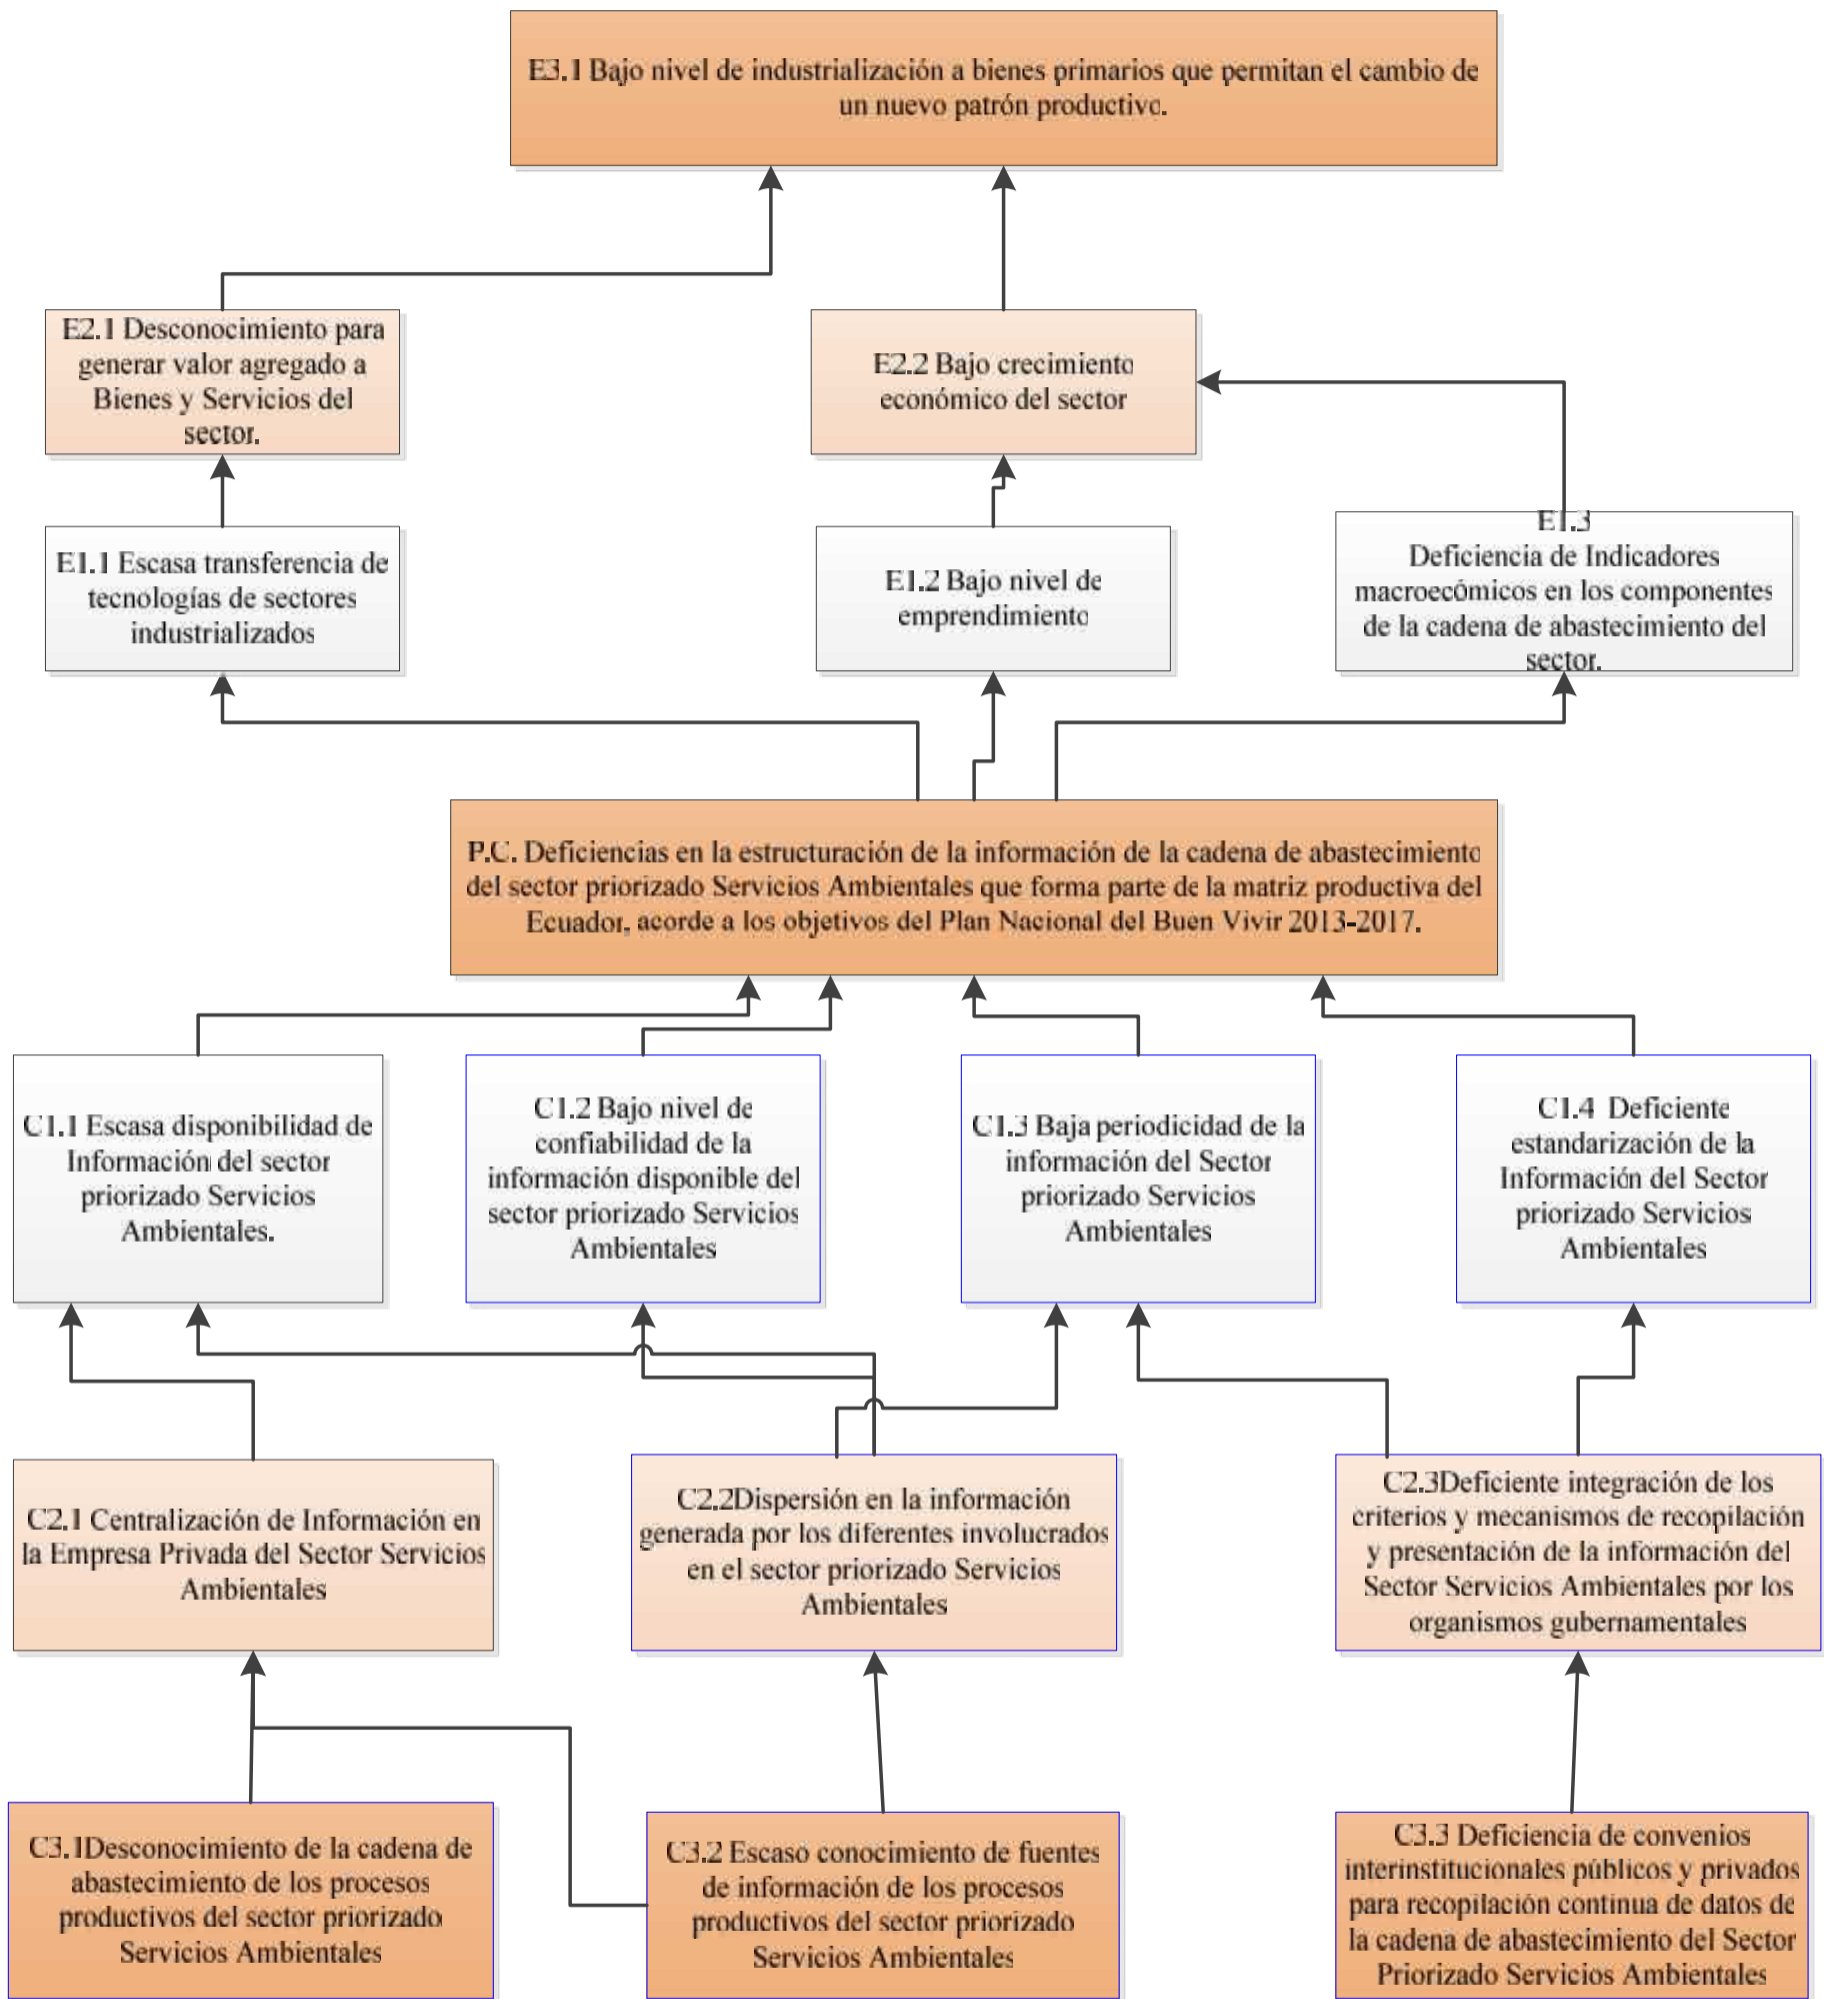 E3.1 Bajo nivel de industrialización a bienes primarios que permitan el cambio de
un nuevo patrón productivo.
E2.1 Desconocimiento para
generar valor agregado a
Bienes y Servicios del
sector.
E2.2 Bajo crecimiento
económico del sector
E1.1 Escasa transferencia de
tecnologías de sectores
industrializados
E1.2 Bajo nivel de
emprendimiento
E1.3
Deficiencia de Indicadores
macroecómicos en los componentes
de la cadena de abastecimiento del
sector.
P.C. Deficiencias en la estructuración de la información de la cadena de abastecimiento
del sector priorizado Servicios Ambientales que forma parte de la matriz productiva del
Ecuador, acorde a los objetivos del Plan Nacional del Buen Vivir 2013-2017.
C1.1 Escasa disponibilidad de
Información del sector
priorizado Servicios
Ambientales.
C1.2 Bajo nivel de
confiabilidad de la
información disponible del
sector priorizado Servicios
Ambientales
C1.3 Baja periodicidad de la
información del Sector
priorizado Servicios
Ambientales
C1.4 Deficiente
estandarización de la
Información del Sector
priorizado Servicios
Ambientales
C2.1 Centralización de Información en
la Empresa Privada del Sector Servicios
Ambientales
C2.2Dispersión en la información
generada por los diferentes involucrados
en el sector priorizado Servicios
Ambientales
C2.3Deficiente integración de los
criterios y mecanismos de recopilación
y presentación de la información del
Sector Servicios Ambientales por los
organismos gubernamentales
C3.1Desconocimiento de la cadena de
abastecimiento de los procesos
productivos del sector priorizado
Servicios Ambientales
C3.2 Escaso conocimiento de fuentes
de información de los procesos
productivos del sector priorizado
Servicios Ambientales
C3.3 Deficiencia de convenios
interinstitucionales públicos y privados
para recopilación continua de datos de
la cadena de abastecimiento del Sector
Priorizado Servicios Ambientales